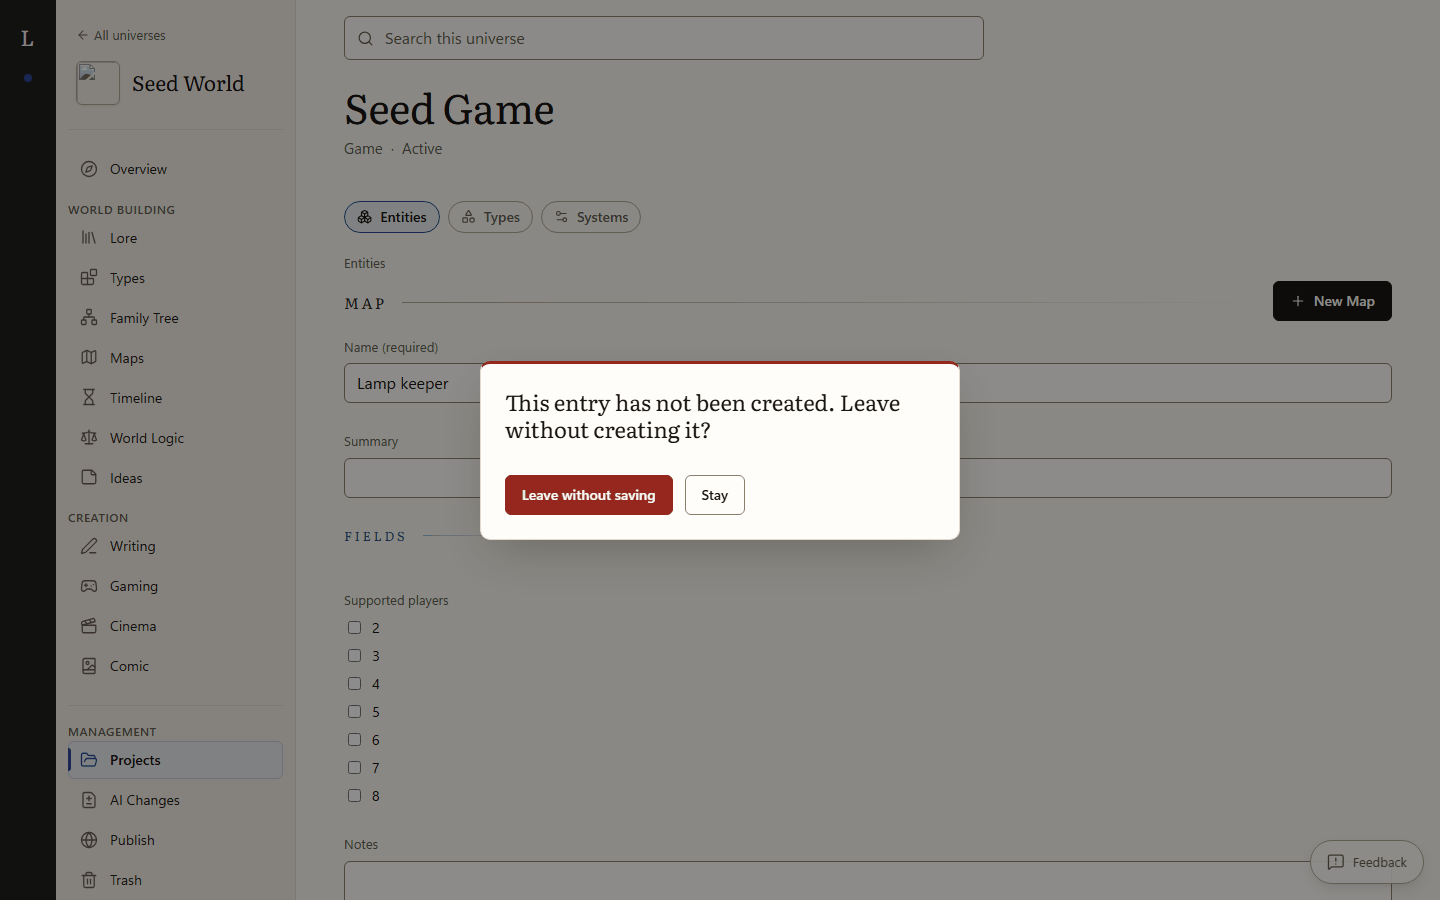 L
All universes
Seed World
Overview
WORLD BUILDING
Lore
Types
Family Tree
Maps
Timeline
World Logic
Ideas
CREATION
Writing
Gaming
Cinema
Comic
MANAGEMENT
Projects
AI Changes
Publish
Trash
Search this universe
Seed Game
Game · Active
Entities Types Systems
Entities
MAP
New Map
Name (required)
Lamp keeper
This entry has not been created. Leave
without creating it?
Leave without saving Stay
Summary
FIELDS
Supported players
2
3
4
5
6
7
8
Notes
Feedback